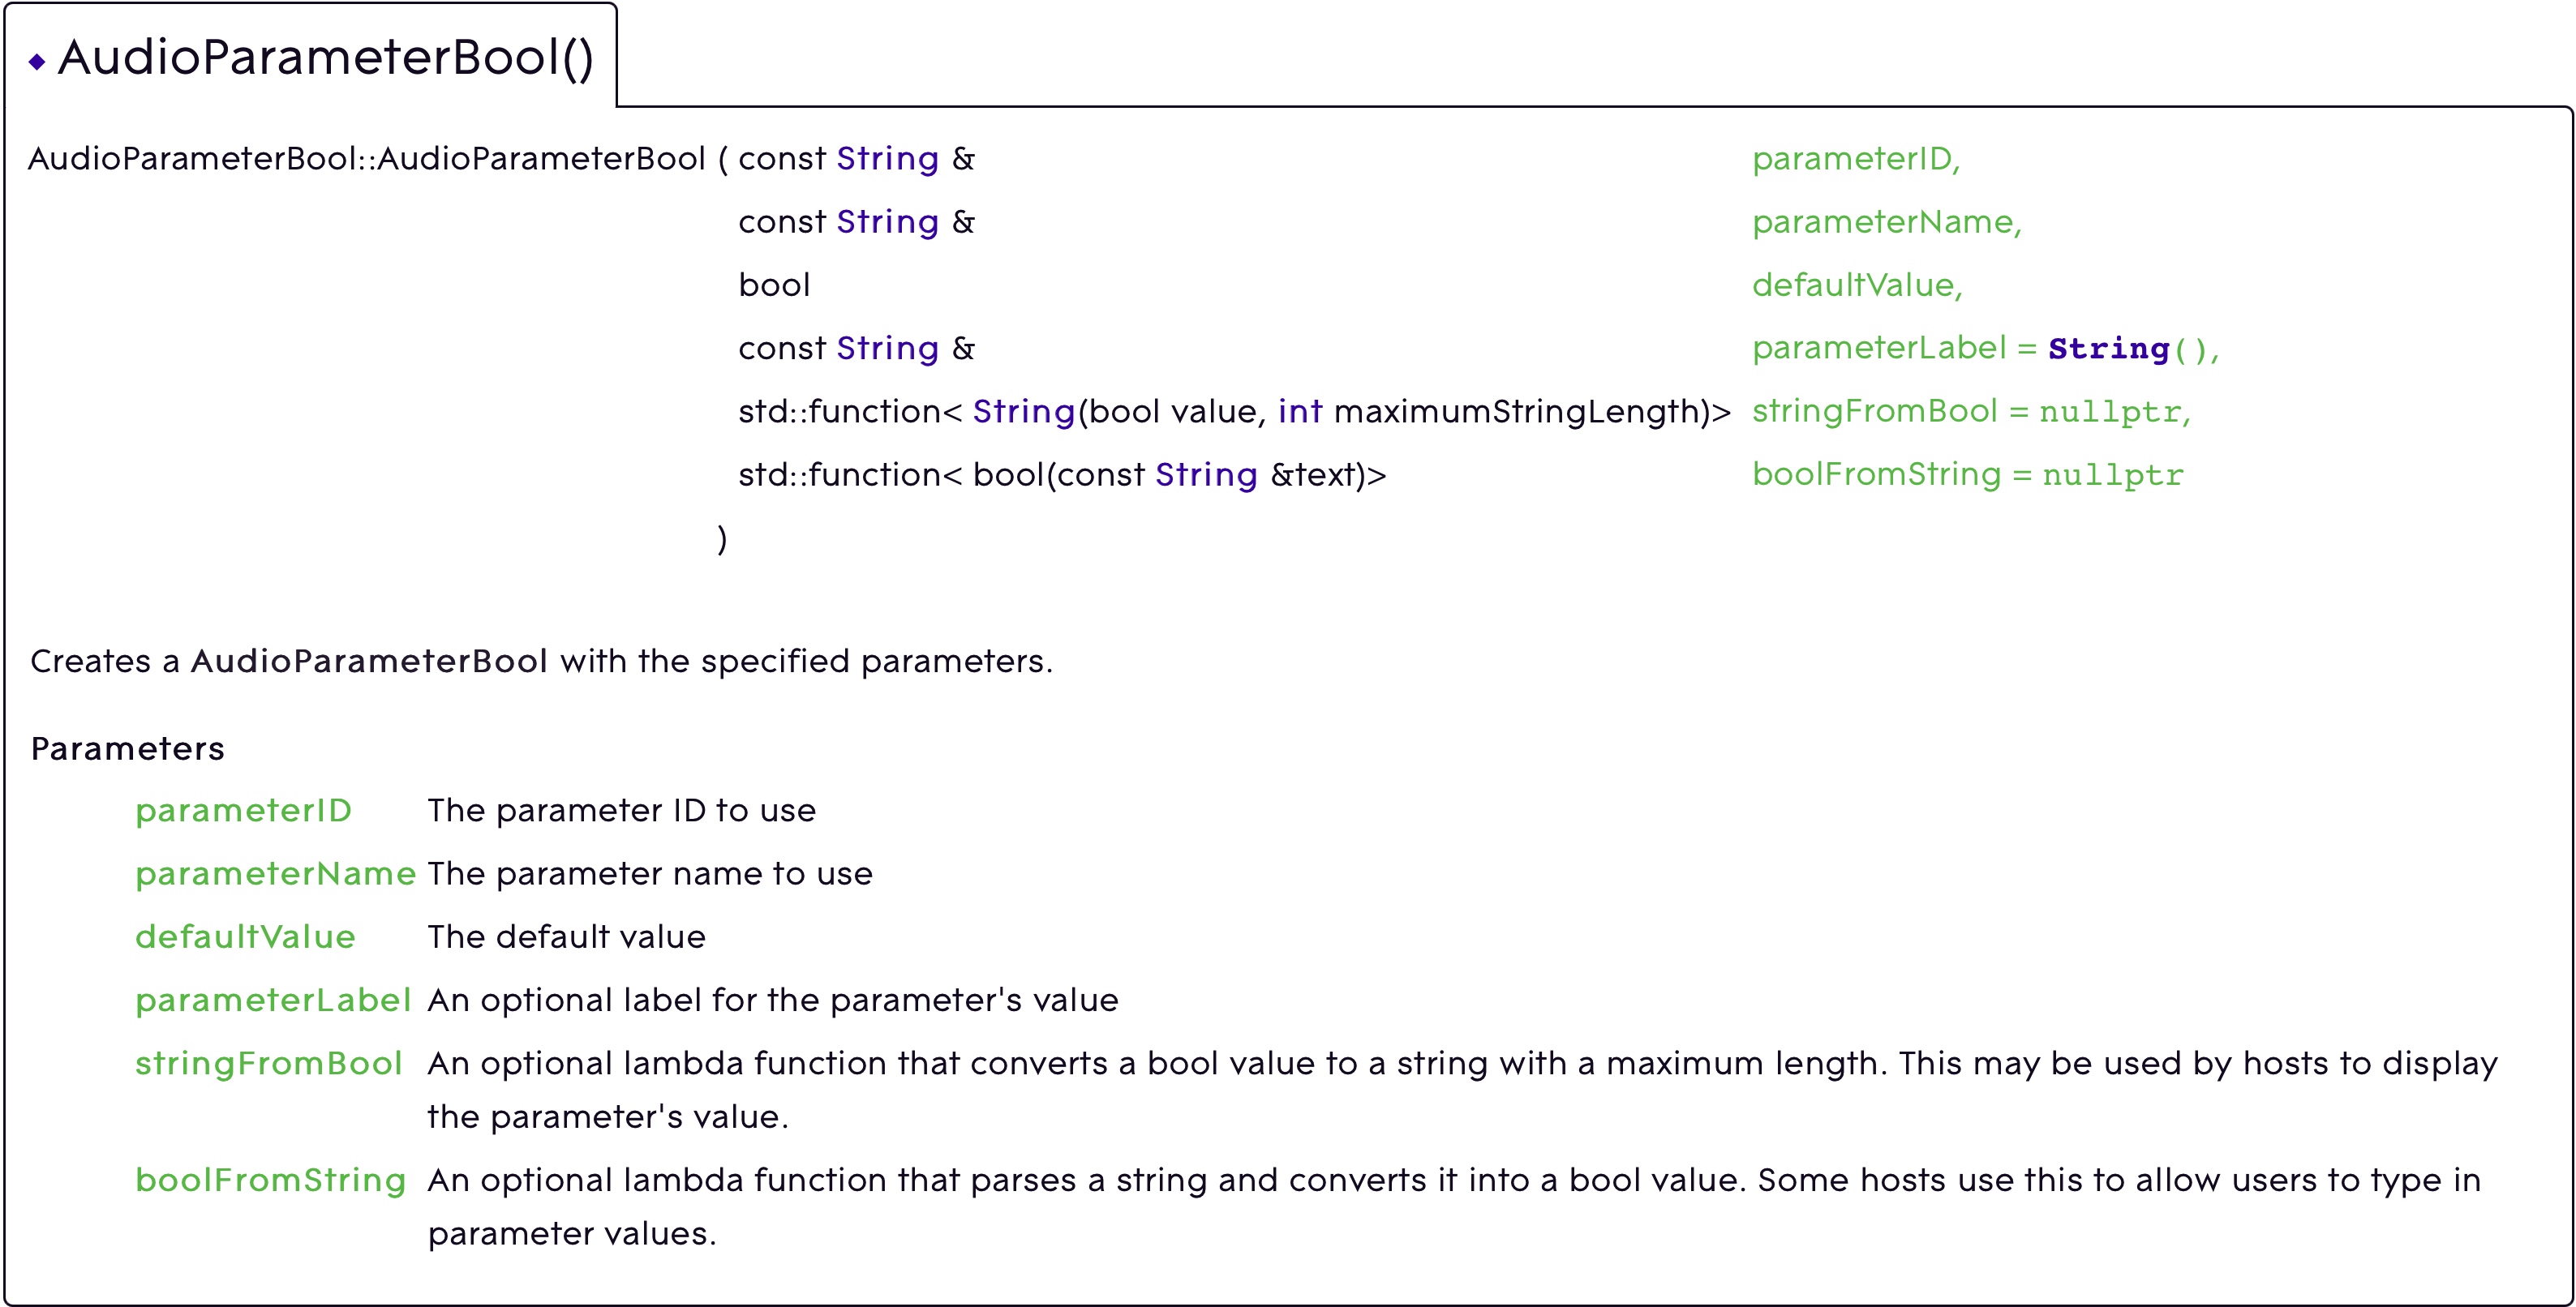 ◆ AudioParameterBool()
AudioParameterBool::AudioParameterBool ( const String & parameterID,
const String & parameterName,
bool defaultValue,
const String & parameterLabel = String(),
std::function< String(bool value, int maximumStringLength)> stringFromBool = nullptr,
std::function< bool(const String &text)> boolFromString = nullptr
)
Creates a AudioParameterBool with the specified parameters.
Parameters
parameterID The parameter ID to use
parameterName The parameter name to use
defaultValue The default value
parameterLabel An optional label for the parameter's value
stringFromBool An optional lambda function that converts a bool value to a string with a maximum length. This may be used by hosts to display
the parameter's value.
boolFromString An optional lambda function that parses a string and converts it into a bool value. Some hosts use this to allow users to type in
parameter values.